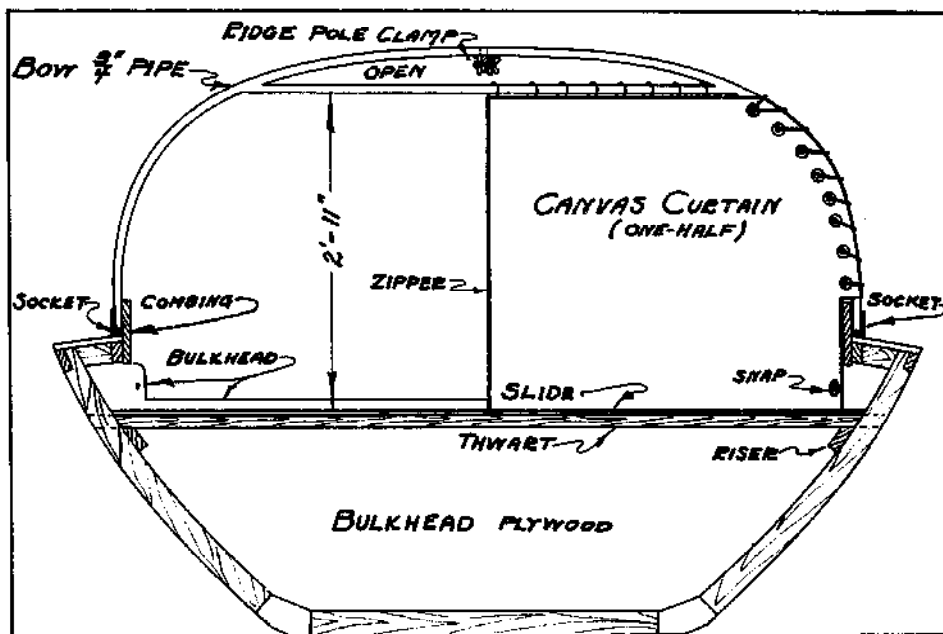 RIDGE POLE CLAMP
BOW 3/4" PIPE
OPEN
2'-11"
CANVAS CURTAIN
(ONE-HALF)
ZIPPER
SOCKET
COMBING
SOCKET
BULKHEAD
SLIDE
SNAP
THWART
RISER
BULKHEAD PLYWOOD